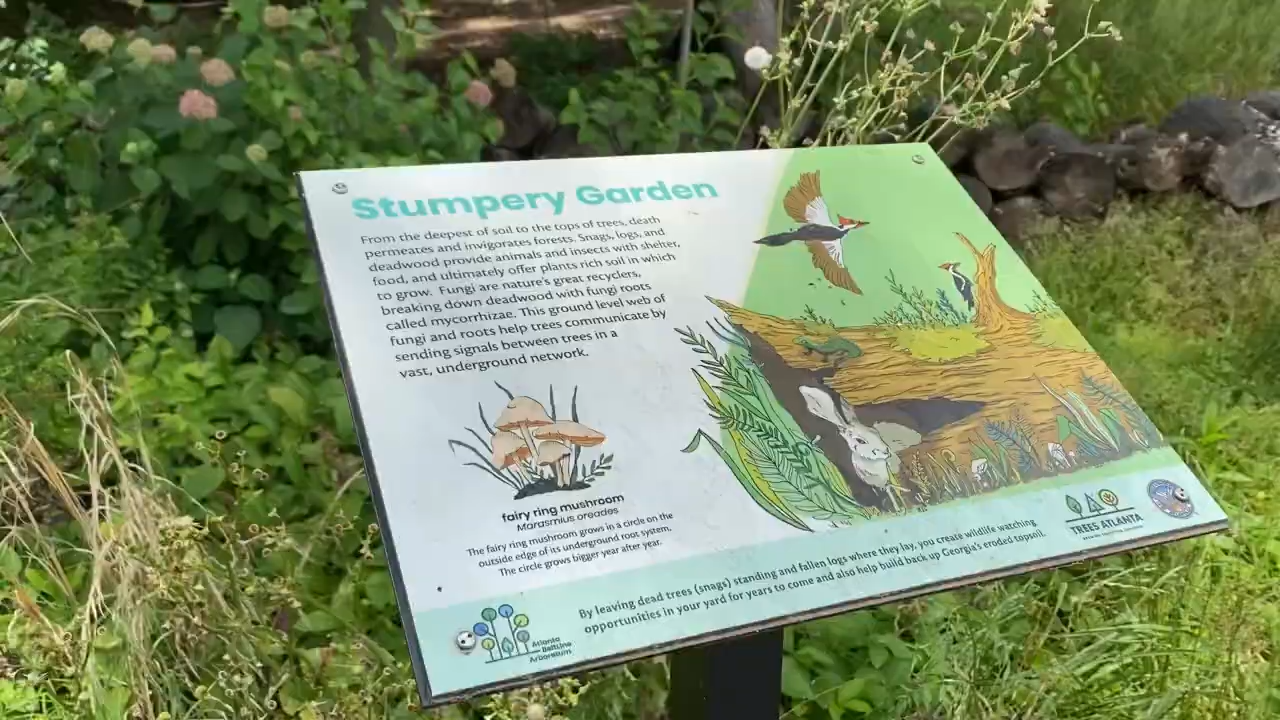 Stumpery Garden
From the deepest of soil to the tops of trees, death
permeates and invigorates forests. Snags, logs, and
deadwood provide animals and insects with shelter,
food, and ultimately offer plants rich soil in which
to grow. Fungi are nature's great recyclers,
breaking down deadwood with fungi roots
called mycorrhizae. This ground level web of
fungi and roots help trees communicate by
sending signals between trees in a
vast, underground network.
fairy ring mushroom
Marasmius oreades
The fairy ring mushroom grows in a circle on the
outside edge of its underground root system.
The circle grows bigger year after year.
By leaving dead trees (snags) standing and fallen logs where they lay, you create wildlife watching
opportunities in your yard for years to come and also help build back up Georgia's eroded topsoil.
Atlanta
BeltLine
Arboretum
TREES ATLANTA